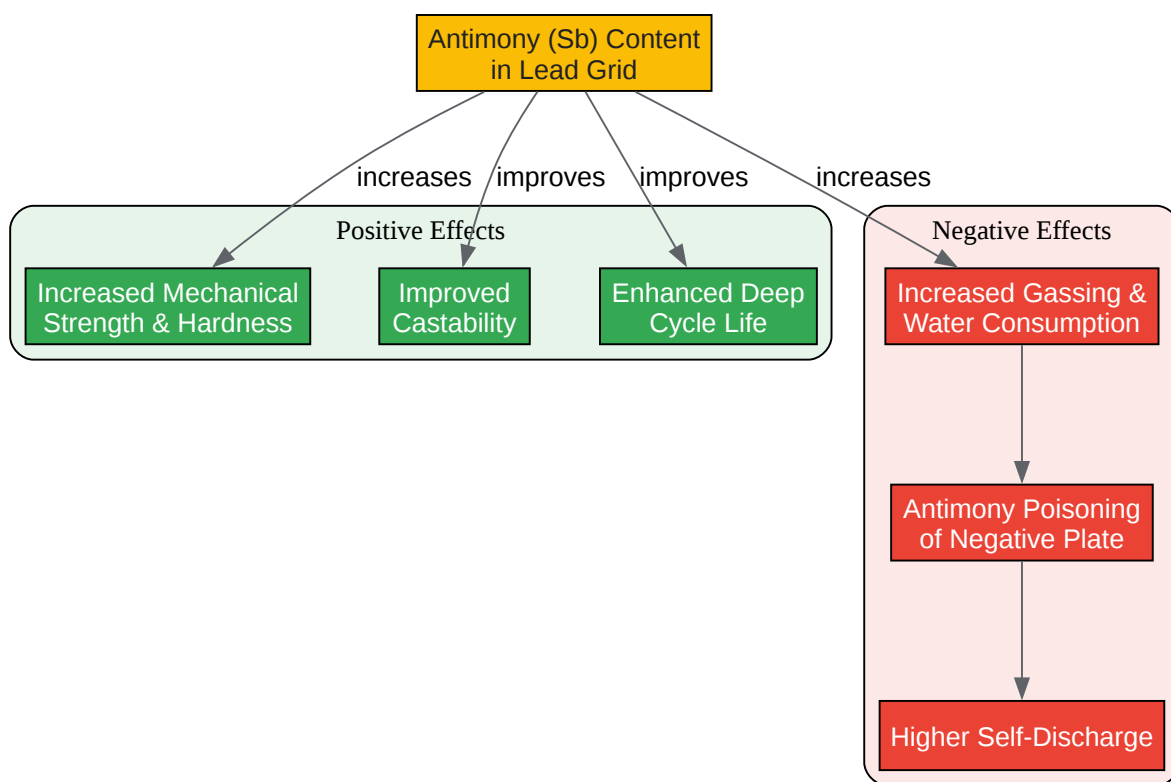 Antimony (Sb) Content
in Lead Grid
increases
improves
improves
increases
Positive Effects
Negative Effects
Increased Mechanical
Strength & Hardness
Improved
Castability
Enhanced Deep
Cycle Life
Increased Gassing &
Water Consumption
Antimony Poisoning
of Negative Plate
Higher Self-Discharge